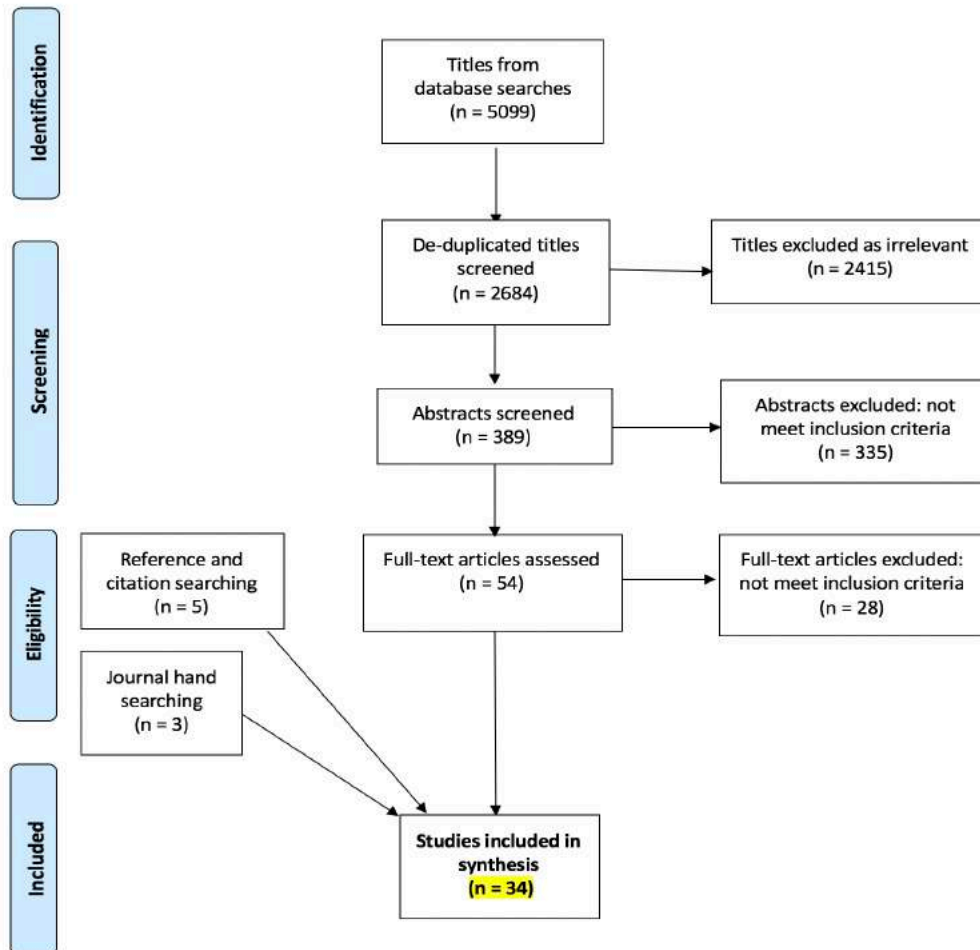 Identification
Titles from
database searches
(n = 5099)
Screening
De-duplicated titles
screened
(n = 2684)
Titles excluded as irrelevant
(n = 2415)
Abstracts screened
(n = 389)
Abstracts excluded: not
meet inclusion criteria
(n = 335)
Eligibility
Reference and
citation searching
(n = 5)
Full-text articles assessed
(n = 54)
Full-text articles excluded:
not meet inclusion criteria
(n = 28)
Journal hand
searching
(n = 3)
Included
Studies included in
synthesis
(n = 34)